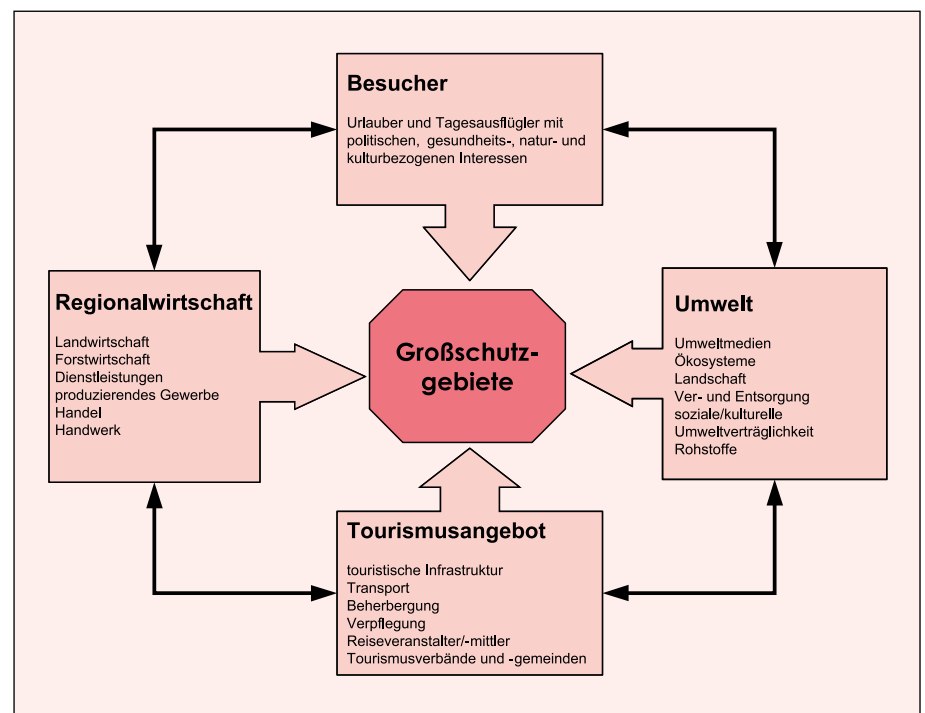 Besucher
Urlauber und Tagesausflügler mit
politischen, gesundheits-, natur- und
kulturbezogenen Interessen
Regionalwirtschaft
Landwirtschaft
Forstwirtschaft
Dienstleistungen
produzierendes Gewerbe
Handel
Handwerk
Großschutz-
gebiete
Umwelt
Umweltmedien
Ökosysteme
Landschaft
Ver- und Entsorgung
soziale/kulturelle
Umweltverträglichkeit
Rohstoffe
Tourismusangebot
touristische Infrastruktur
Transport
Beherbergung
Verpflegung
Reiseveranstalter/-mittler
Tourismusverbände und -gemeinden